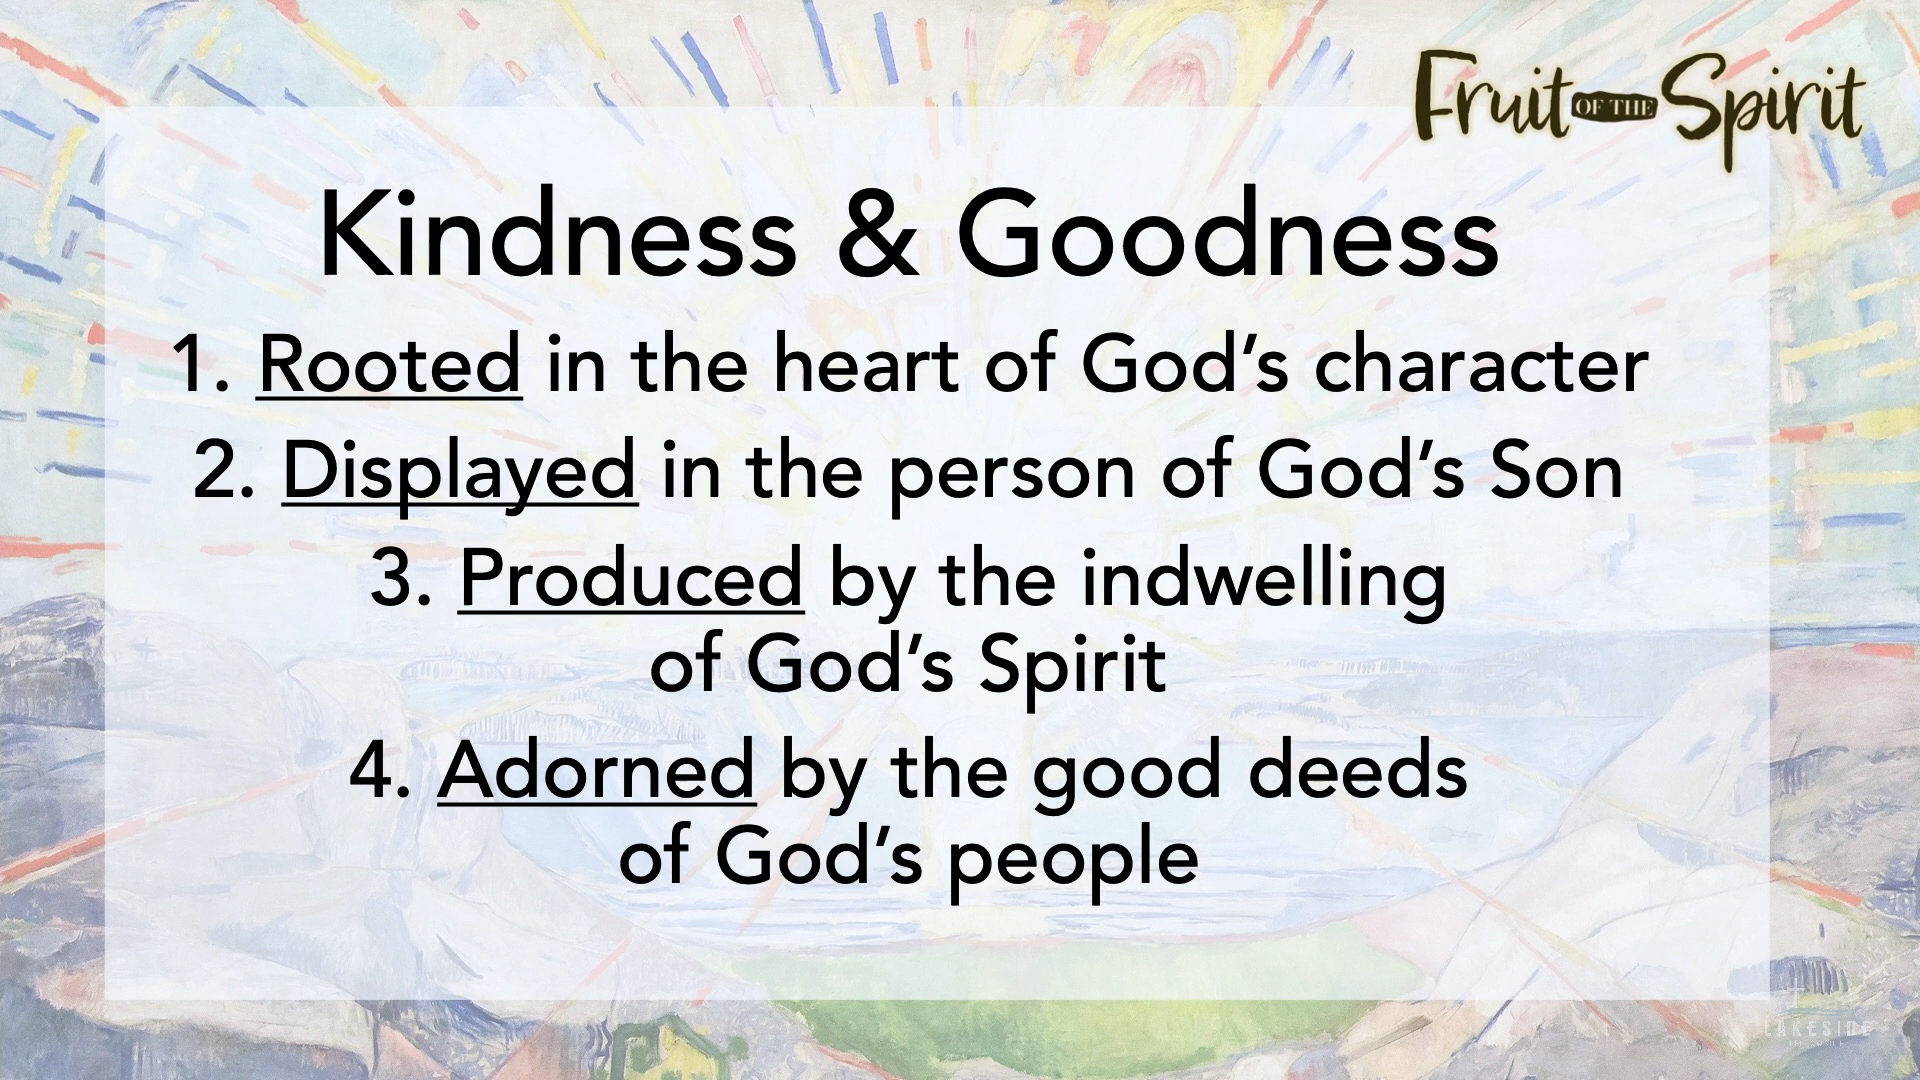 Fruit OF THE Spirit
Kindness & Goodness
1. Rooted in the heart of God’s character
2. Displayed in the person of God’s Son
3. Produced by the indwelling
of God’s Spirit
4. Adorned by the good deeds
of God’s people
LAKESIDE